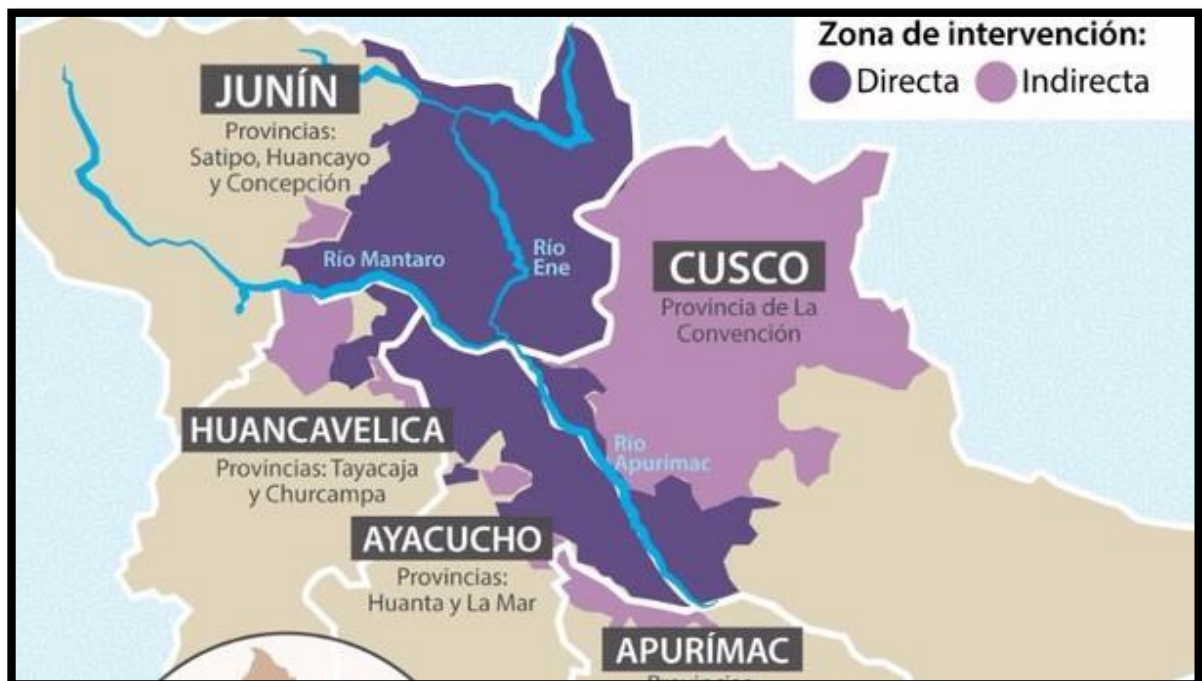 Zona de intervención:
Directa
Indirecta
JUNÍN
Provincias:
Satipo, Huancayo
y Concepción
Río Mantaro
Río
Ene
CUSCO
Provincia de La
Convención
HUANCAVELICA
Provincias: Tayacaja
y Churcampa
Río
Apurímac
AYACUCHO
Provincias:
Huanta y La Mar
APURÍMAC